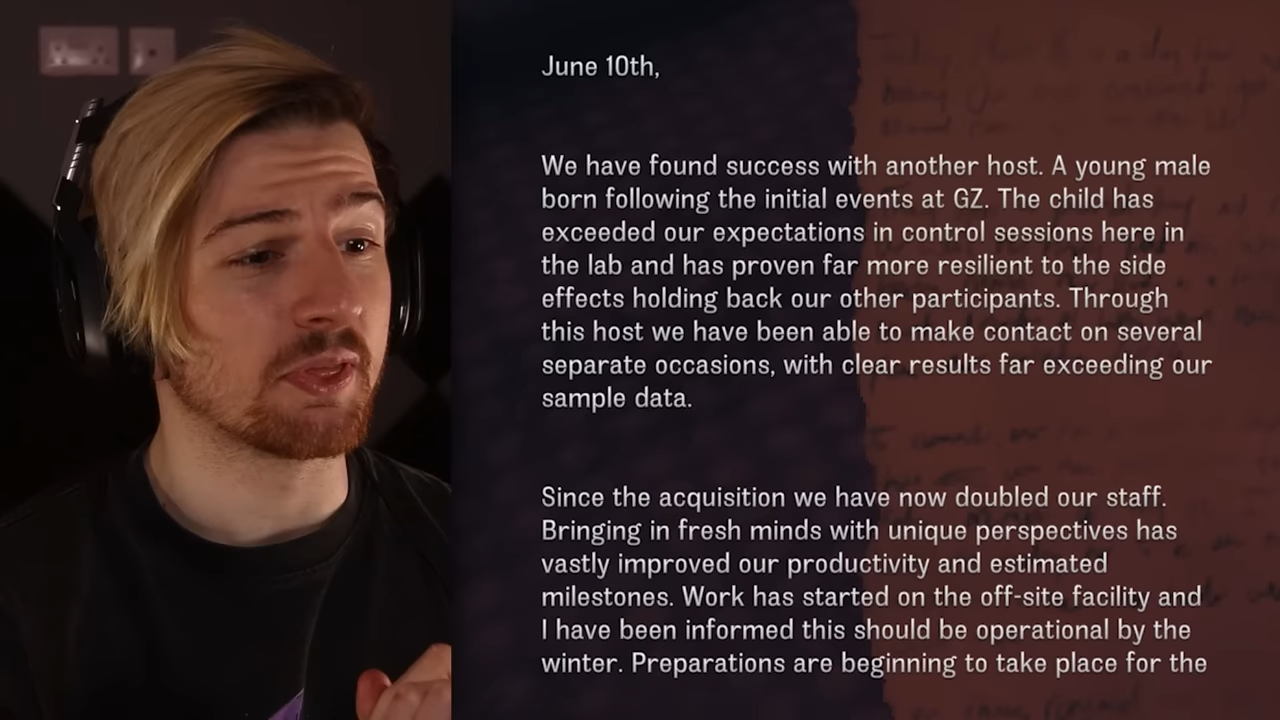 June 10th,
We have found success with another host. A young male
born following the initial events at GZ. The child has
exceeded our expectations in control sessions here in
the lab and has proven far more resilient to the side
effects holding back our other participants. Through
this host we have been able to make contact on several
separate occasions, with clear results far exceeding our
sample data.
Since the acquisition we have now doubled our staff.
Bringing in fresh minds with unique perspectives has
vastly improved our productivity and estimated
milestones. Work has started on the off-site facility and
I have been informed this should be operational by the
winter. Preparations are beginning to take place for the